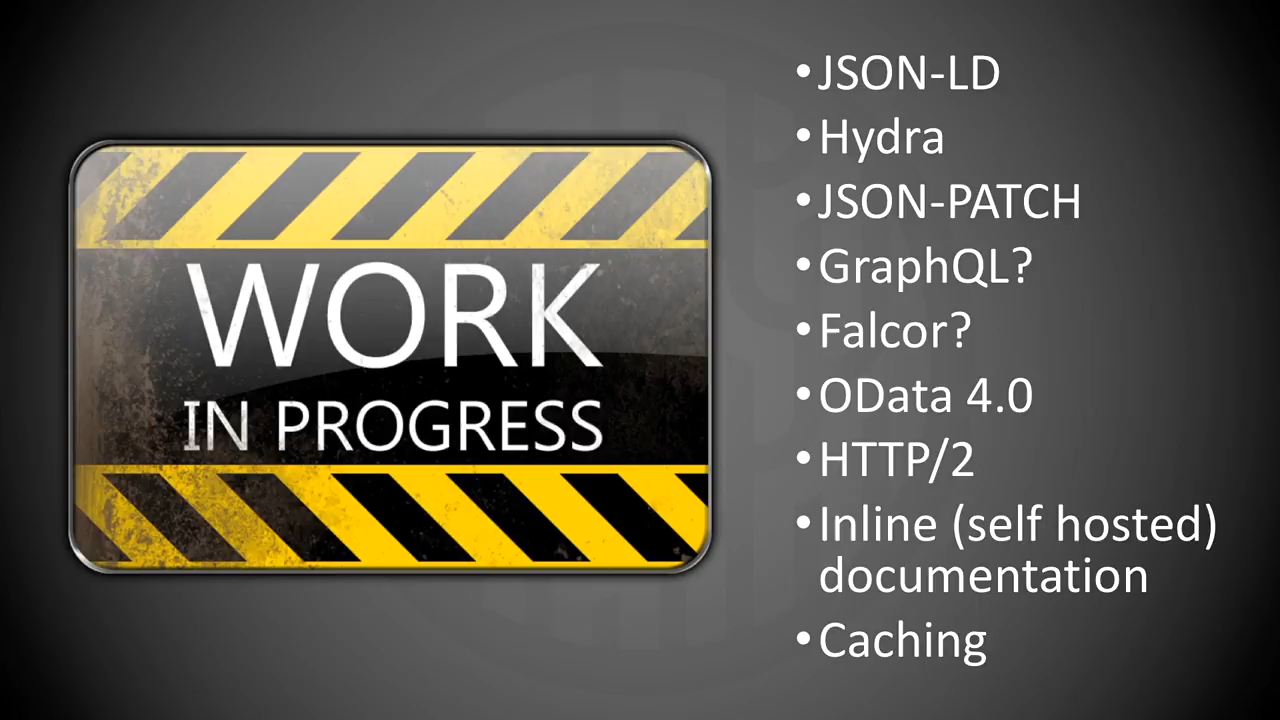 WORK
IN PROGRESS
•JSON-LD
•Hydra
•JSON-PATCH
•GraphQL?
•Falcor?
•OData 4.0
•HTTP/2
•Inline (self hosted)
documentation
•Caching